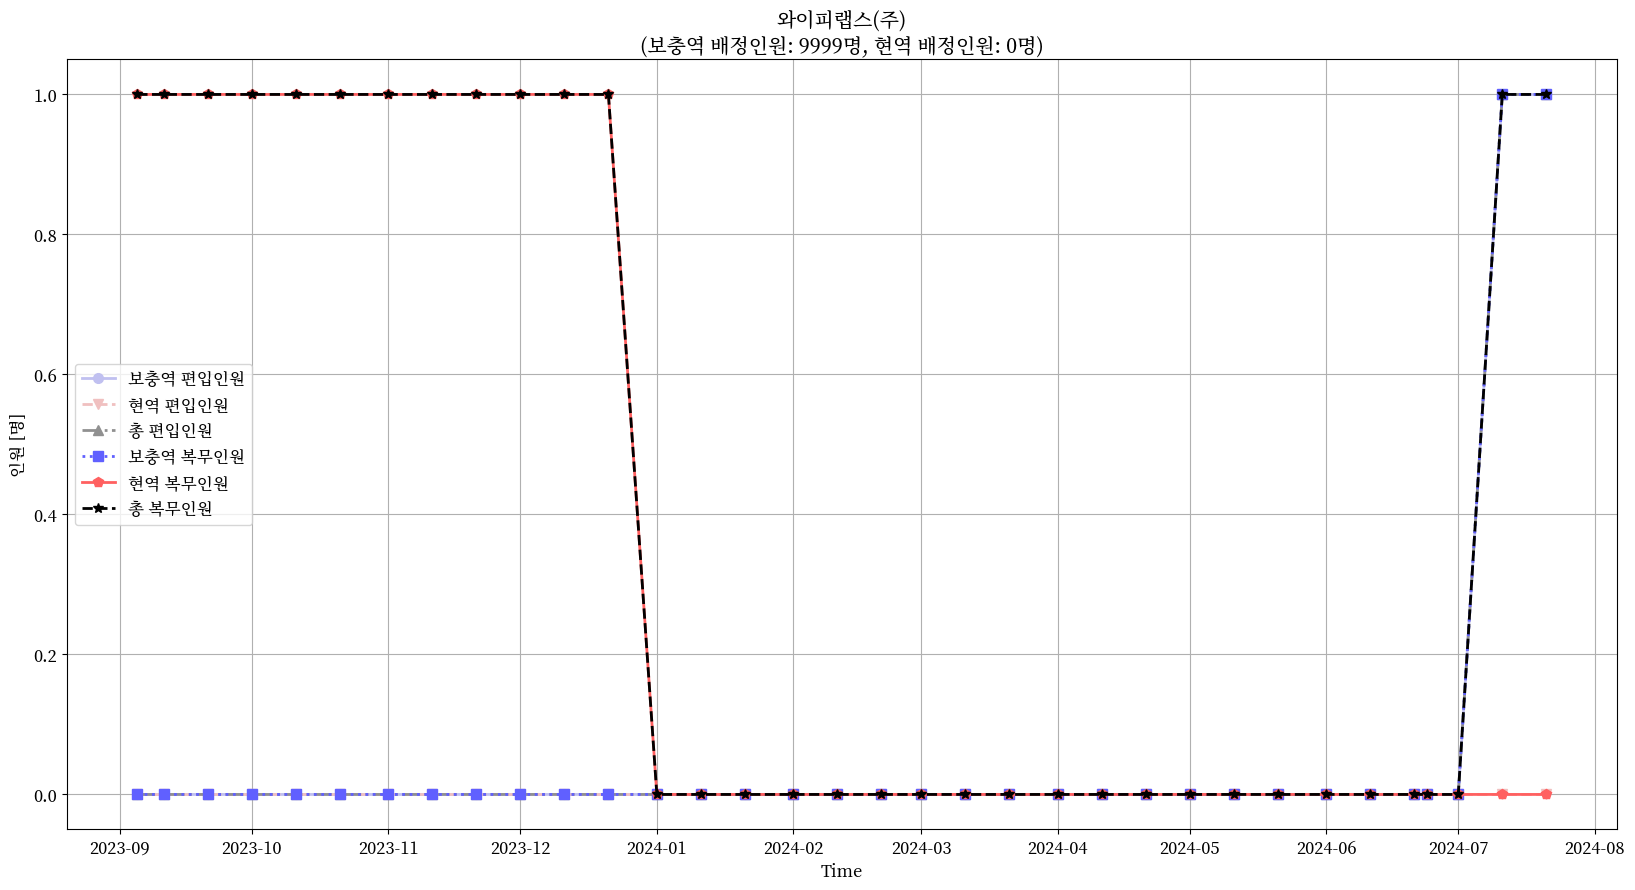 와이피랩스(주)
(보충역 배정인원: 9999명, 현역 배정인원: 0명)
인원 [명]
1.0
0.8
0.6
0.4
0.2
0.0
보충역 편입인원
현역 편입인원
총 편입인원
보충역 복무인원
현역 복무인원
총 복무인원
2023-09
2023-10
2023-11
2023-12
2024-01
2024-02
2024-03
2024-04
2024-05
2024-06
2024-07
2024-08
Time